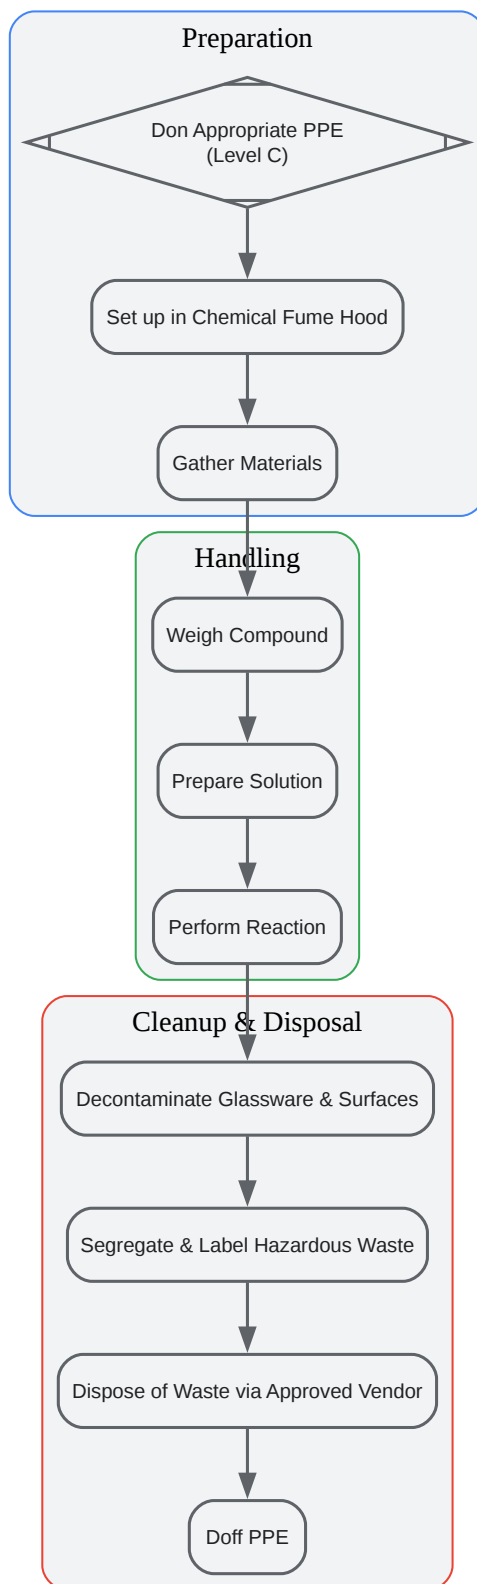 Preparation
Don Appropriate PPE
(Level C)
Set up in Chemical Fume Hood
Gather Materials
Handling
Weigh Compound
Prepare Solution
Perform Reaction
Cleanup & Disposal
Decontaminate Glassware & Surfaces
Segregate & Label Hazardous Waste
Dispose of Waste via Approved Vendor
Doff PPE